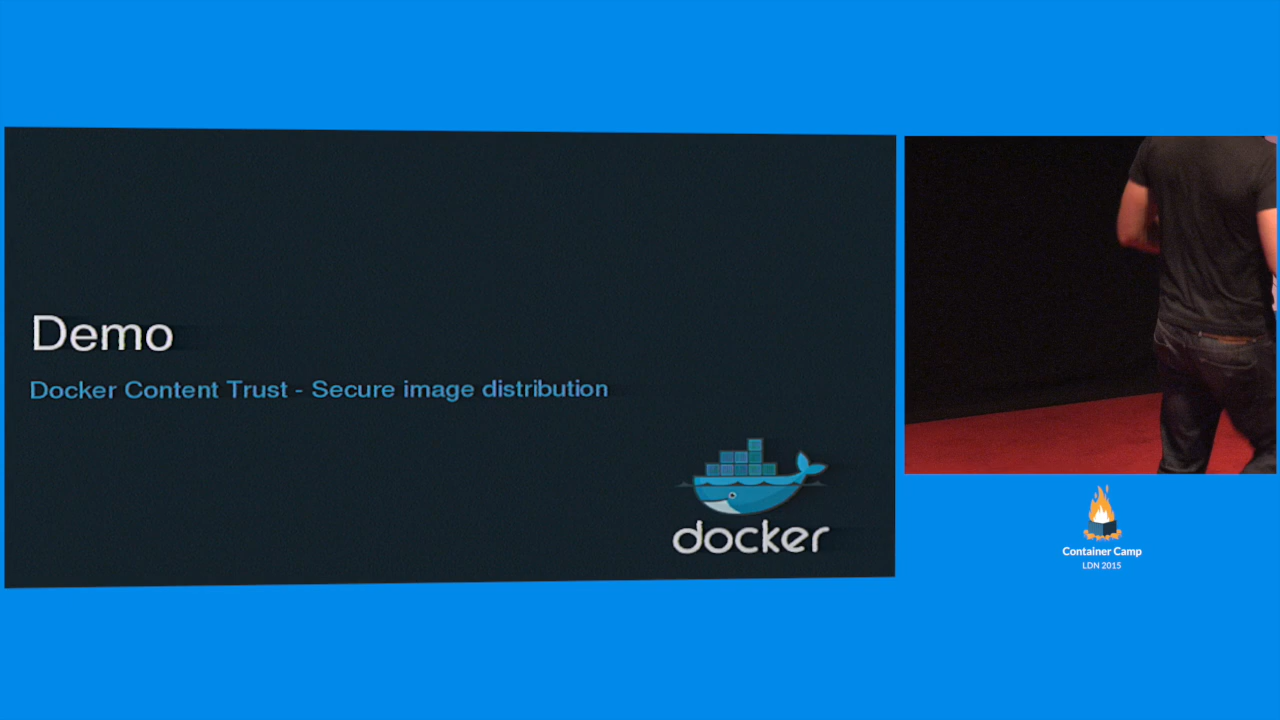 Demo
Docker Content Trust - Secure image distribution
docker
Container Camp
LDN 2015